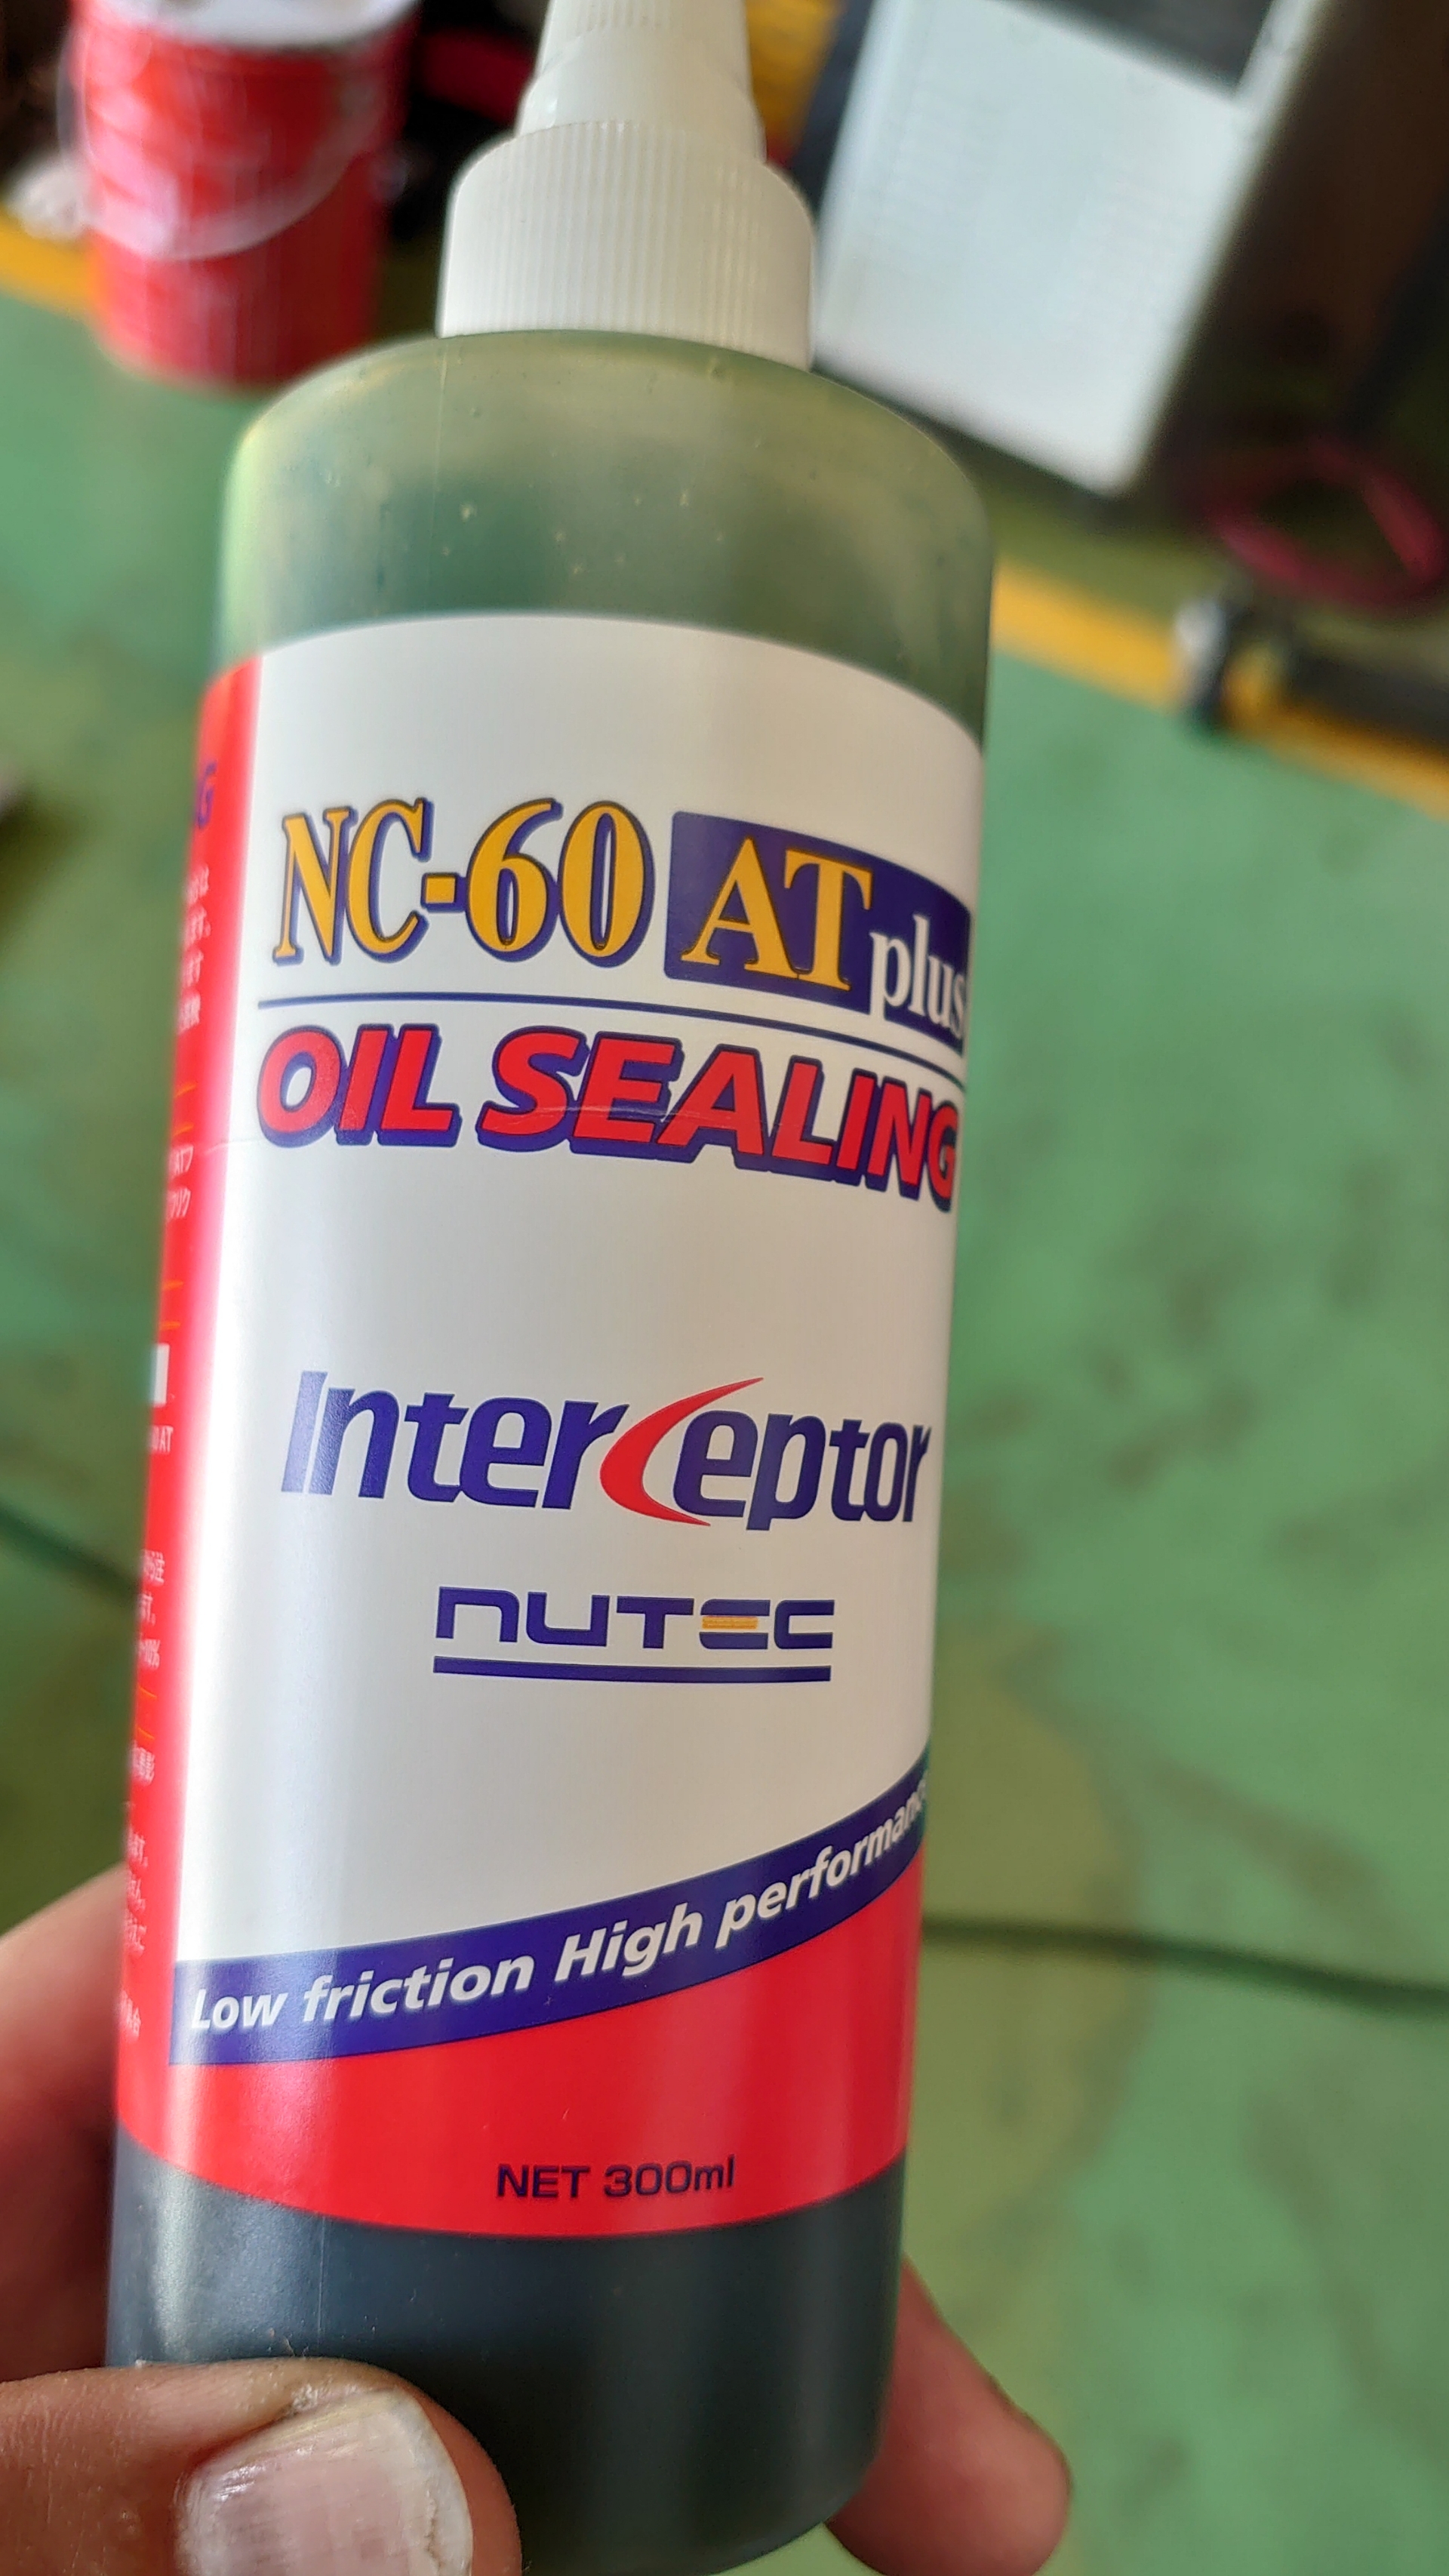 NC-60 AT plus
OIL SEALING
Interceptor
NUTEC
Low friction High performance
NET 300ml